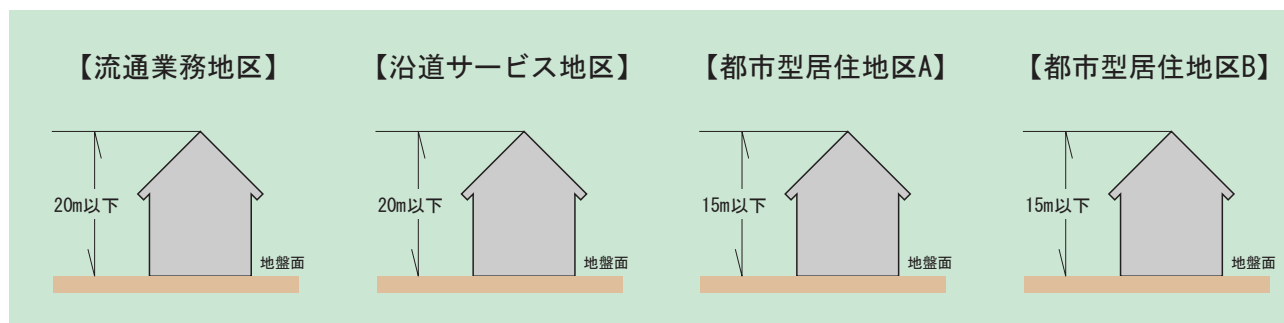 【流通業務地区】
【沿道サービス地区】
【都市型居住地区A】
【都市型居住地区B】
20m以下
地盤面
20m以下
地盤面
15m以下
地盤面
15m以下
地盤面